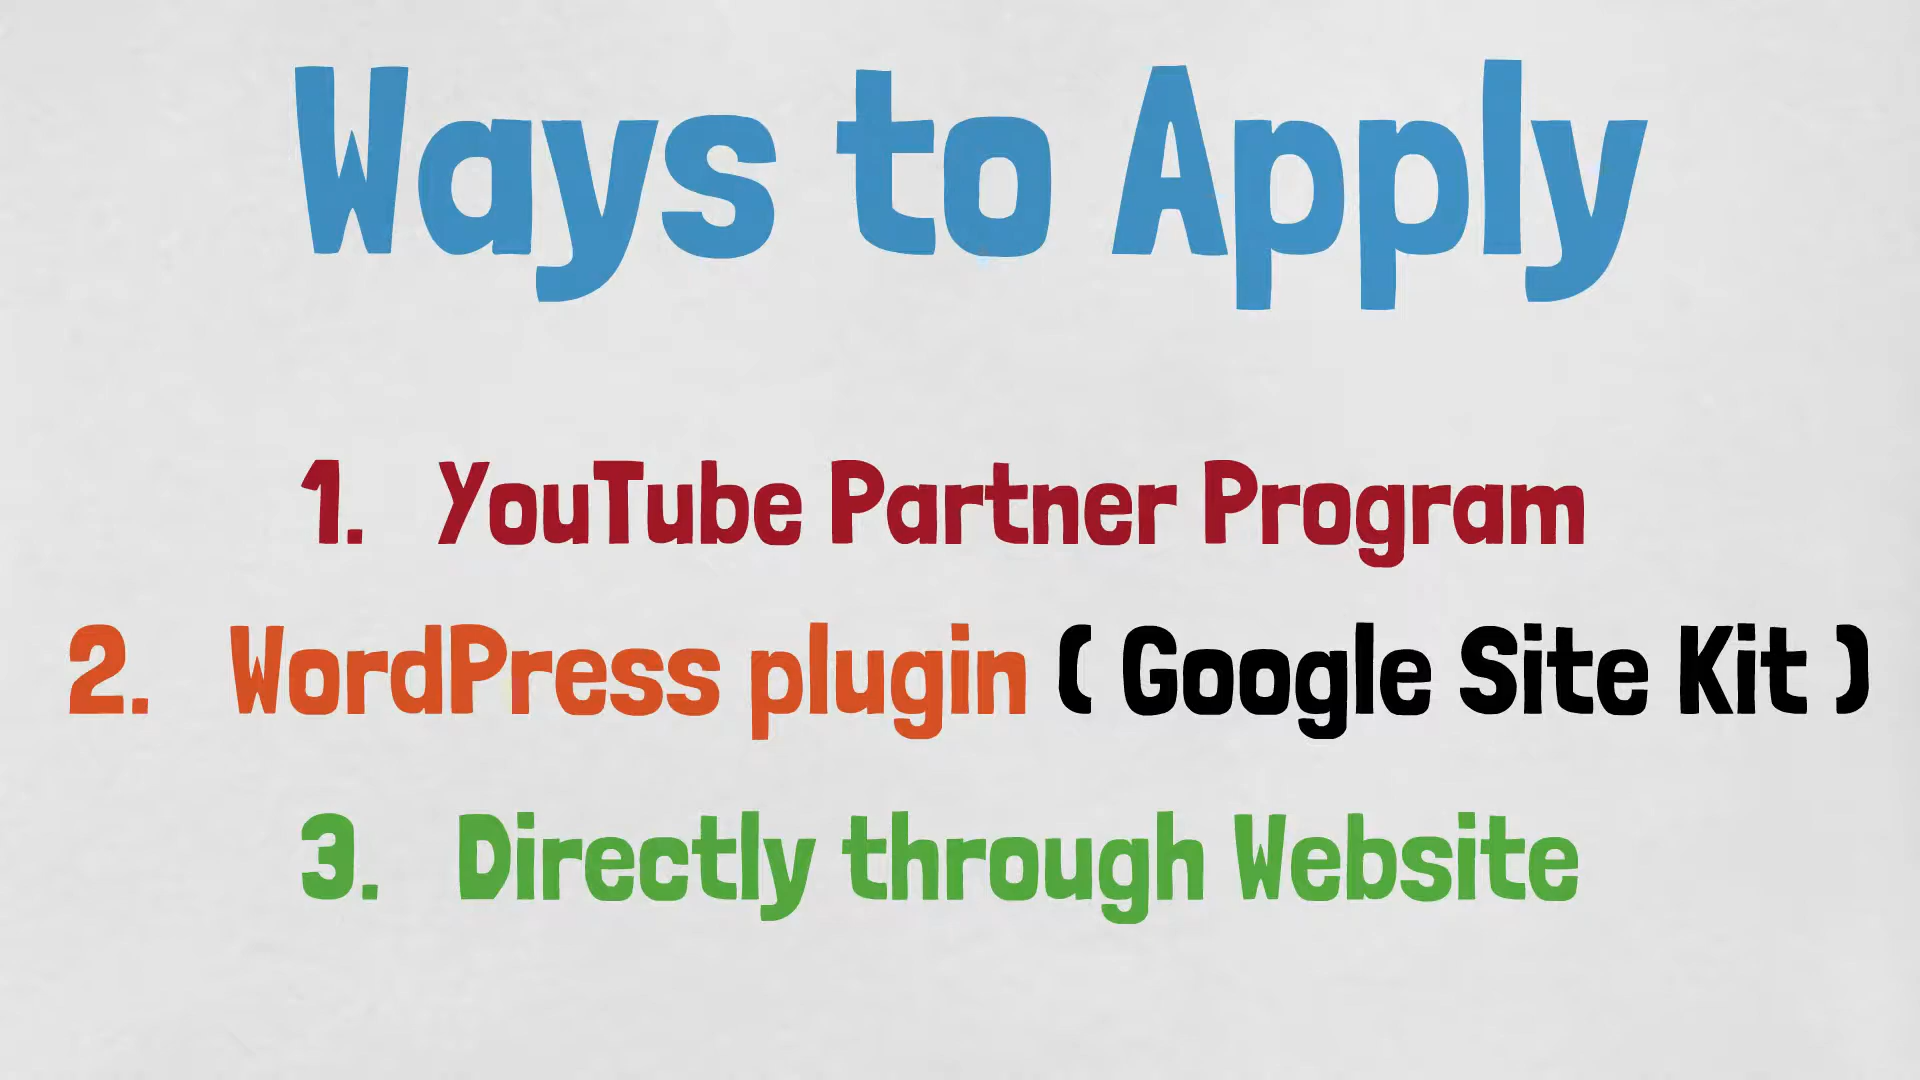 Ways to Apply
1. YouTube Partner Program
2. WordPress plugin ( Google Site Kit )
3. Directly through Website